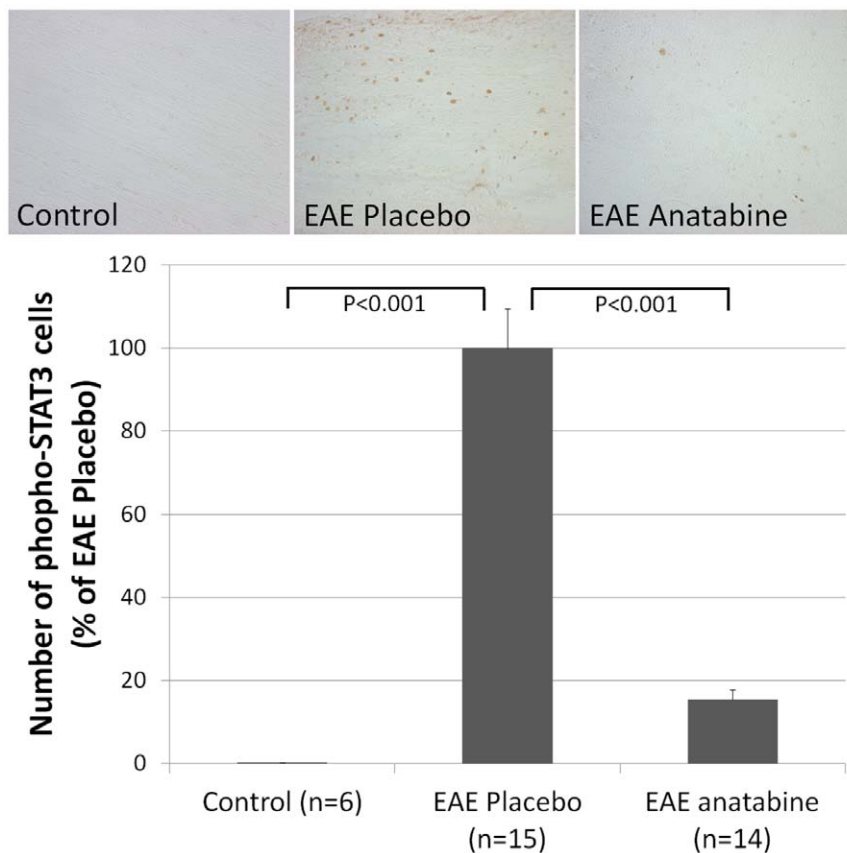 Control
EAE Placebo
EAE Anatabine
Number of phopho-STAT3 cells
(% of EAE Placebo)
120
100
80
60
40
20
0
P<0.001
P<0.001
Control (n=6)
EAE Placebo
(n=15)
EAE anatabine
(n=14)